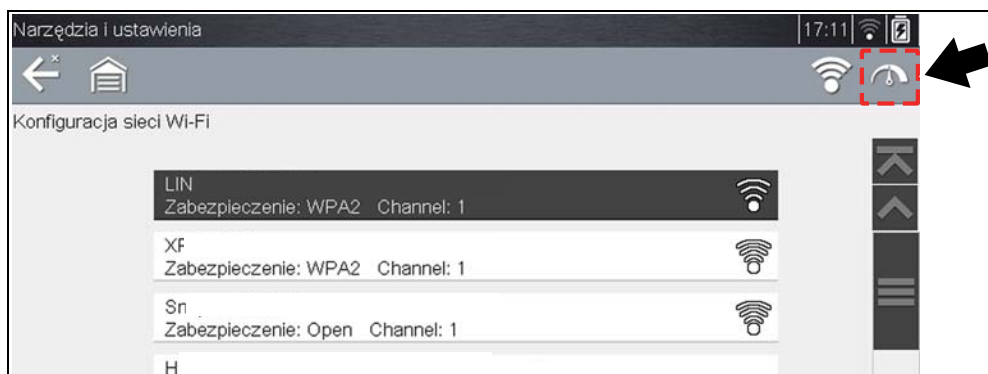 Narzędzia i ustawienia
17:11
Konfiguracja sieci Wi-Fi
LIN
Zabezpieczenie: WPA2 Channel: 1
XF
Zabezpieczenie: WPA2 Channel: 1
Sn
Zabezpieczenie: Open Channel: 1
H